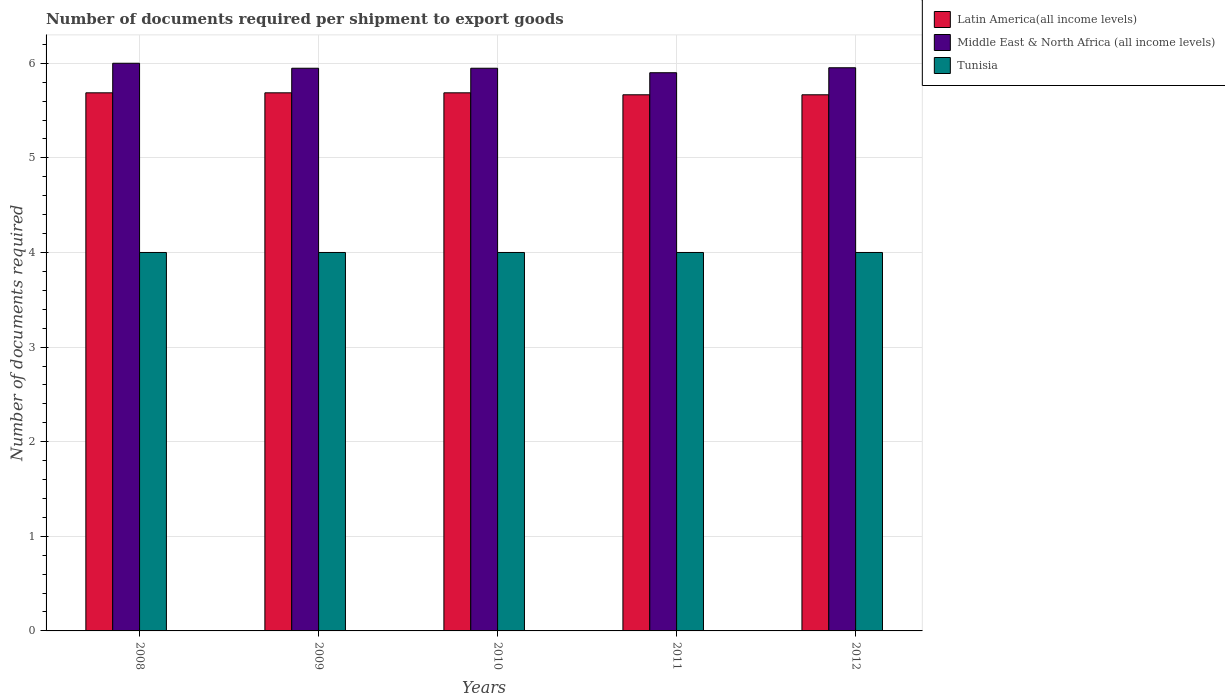 Number of documents required per shipment to export goods
Latin America(all income levels)
Middle East & North Africa (all income levels)
Tunisia
Number of documents required
6
5
4
3
2
1
0
2008
2009
2010
2011
2012
Years